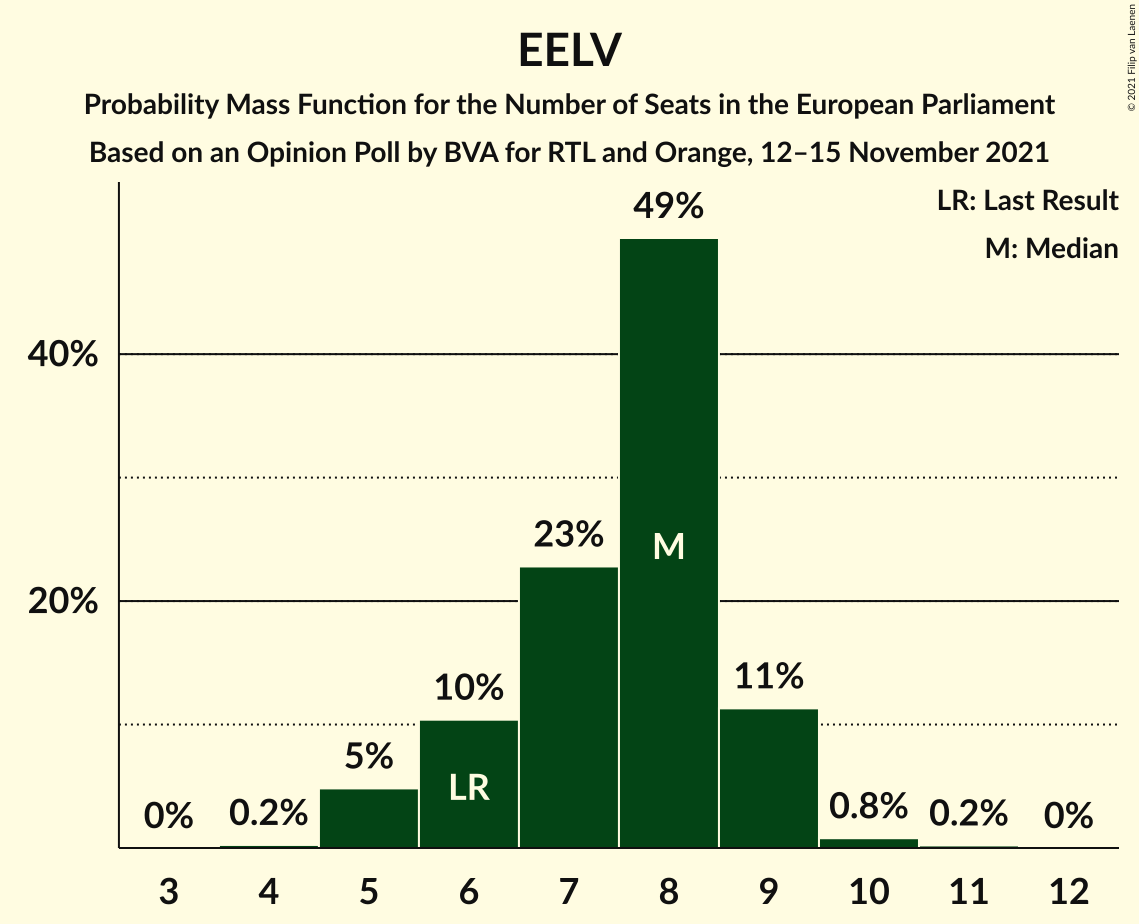 EELV
Probability Mass Function for the Number of Seats in the European Parliament
Based on an Opinion Poll by BVA for RTL and Orange, 12–15 November 2021
© 2021 Filip van Laenen
LR: Last Result
M: Median
40%
20%
0%
0.2%
5%
10%
23%
49%
11%
0.8%
0.2%
0%
LR
M
3 4 5 6 7 8 9 10 11 12